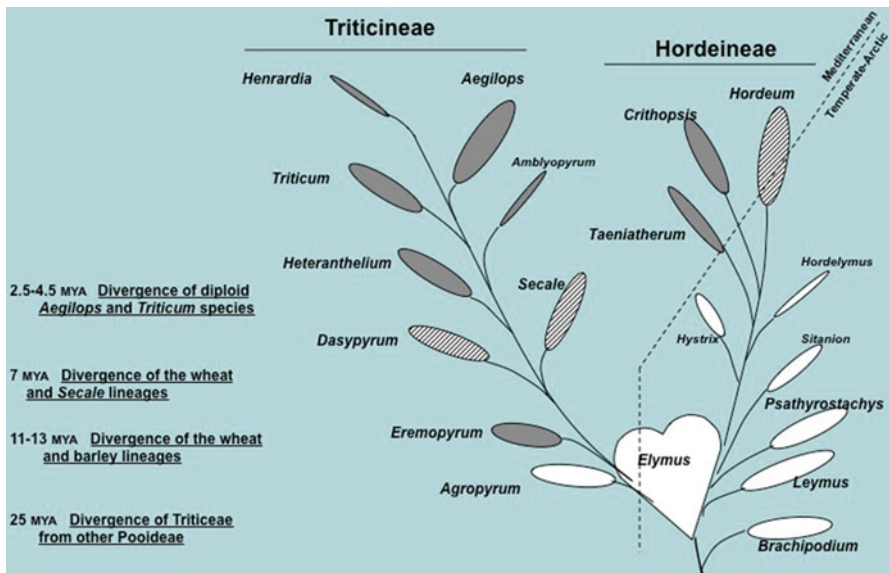 Triticineae
Hordeineae
Mediterranean
Temperate-Arctic
Henrardia
Aegilops
Hordeum
Crithopsis
Amblyopyrum
Triticum
Taeniatherum
Heteranthelium
Hordelymus
Secale
2.5-4.5 MYA Divergence of diploid
Aegilops and Triticum species
Dasypyrum
Hystrix
Sitanion
7 MYA Divergence of the wheat
and Secale lineages
Psathyrostachys
Eremopyrum
11-13 MYA Divergence of the wheat
and barley lineages
Elymus
Agropyrum
Leymus
25 MYA Divergence of Triticeae
from other Pooideae
Brachipodium